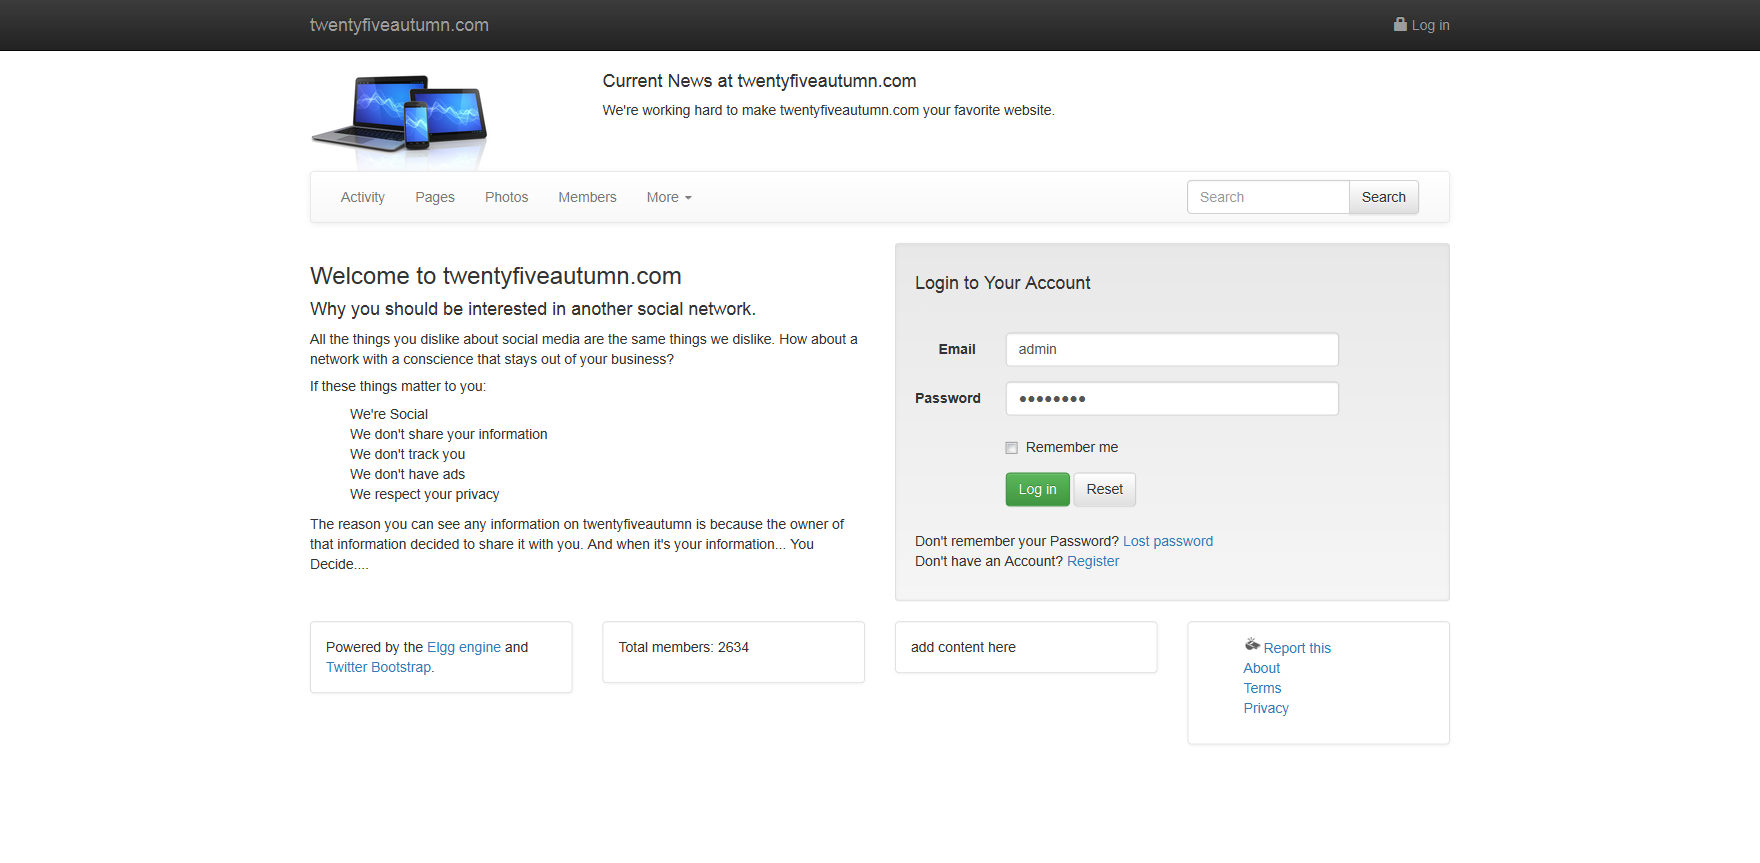 twentyfiveautumn.com
Log in
Current News at twentyfiveautumn.com
We're working hard to make twentyfiveautumn.com your favorite website.
Activity
Pages
Photos
Members
More
Search
Search
Welcome to twentyfiveautumn.com
Why you should be interested in another social network.
All the things you dislike about social media are the same things we dislike. How about a
network with a conscience that stays out of your business?
If these things matter to you:
We're Social
We don't share your information
We don't track you
We don't have ads
We respect your privacy
The reason you can see any information on twentyfiveautumn is because the owner of
that information decided to share it with you. And when it's your information... You
Decide....
Login to Your Account
Email
admin
Password
●●●●●●●●
Remember me
Log in
Reset
Don't remember your Password? Lost password
Don't have an Account? Register
Powered by the Elgg engine and
Twitter Bootstrap.
Total members: 2634
add content here
Report this
About
Terms
Privacy